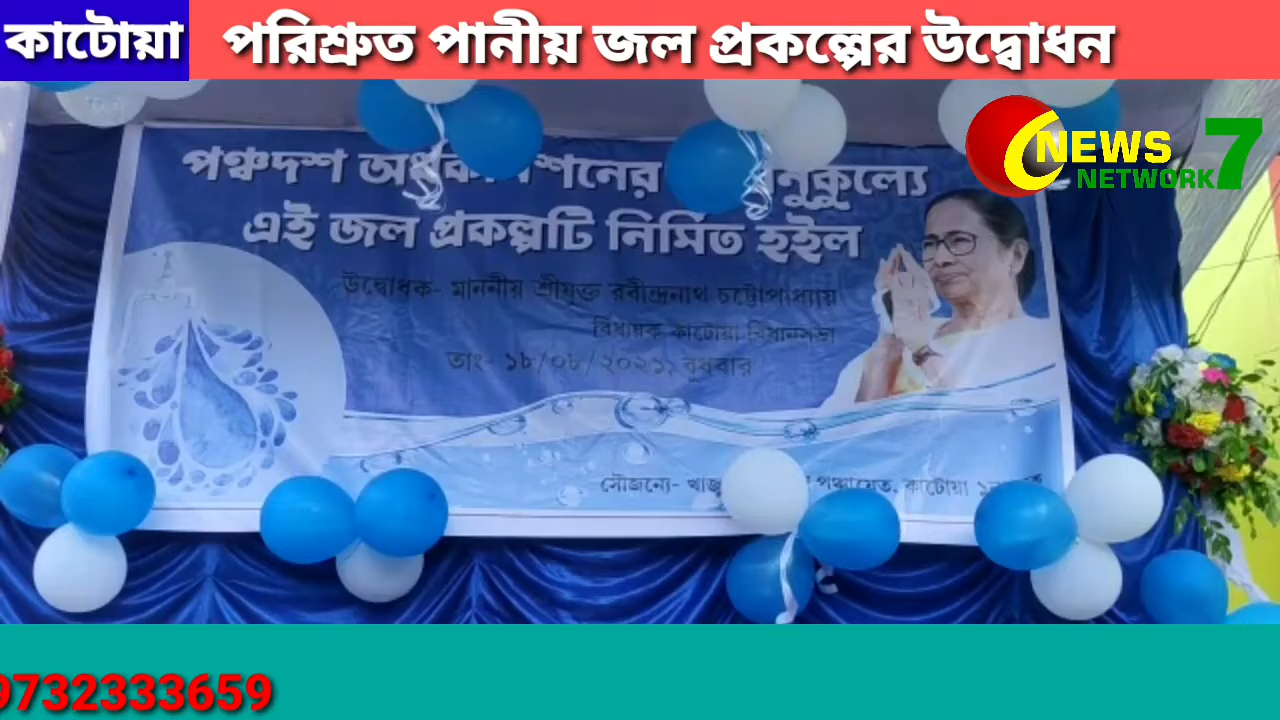 কাটোয়া পরিশ্রুত পানীয় জল প্রকল্পের উদ্বোধন
NEWS
NETWORK 7
পঞ্চদশ
এই জল প্রকল্পটি নির্মিত হইল
উদ্বোধক- মাননীয় শ্রীযুক্ত রবীন্দ্রনাথ চট্টোপাধ্যায়
বিধায়ক কাটোয়া বিধানসভা
তাং- ১৮/০৮/২০২১, বুধবার
সৌজন্যে- পঞ্চায়েত, কাটোয়া
9732333659